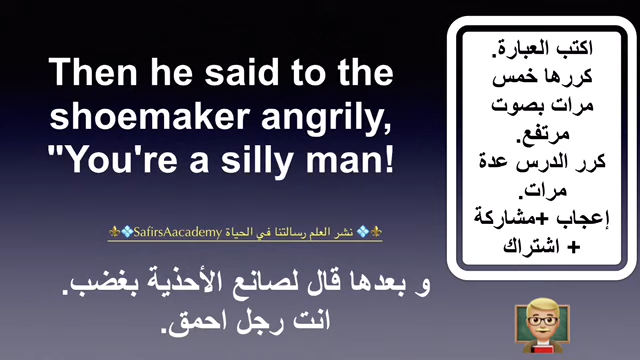 Then he said to the
shoemaker angrily,
"You're a silly man!
⚜️💠SafirsAacademy نشر العلم رسالتنا في الحياة 💠⚜️
و بعدها قال لصانع الأحذية بغضب.
انت رجل احمق.
اكتب العبارة.
كررها خمس
مرات بصوت
مرتفع.
كرر الدرس عدة
مرات.
إعجاب +مشاركة
+ اشتراك